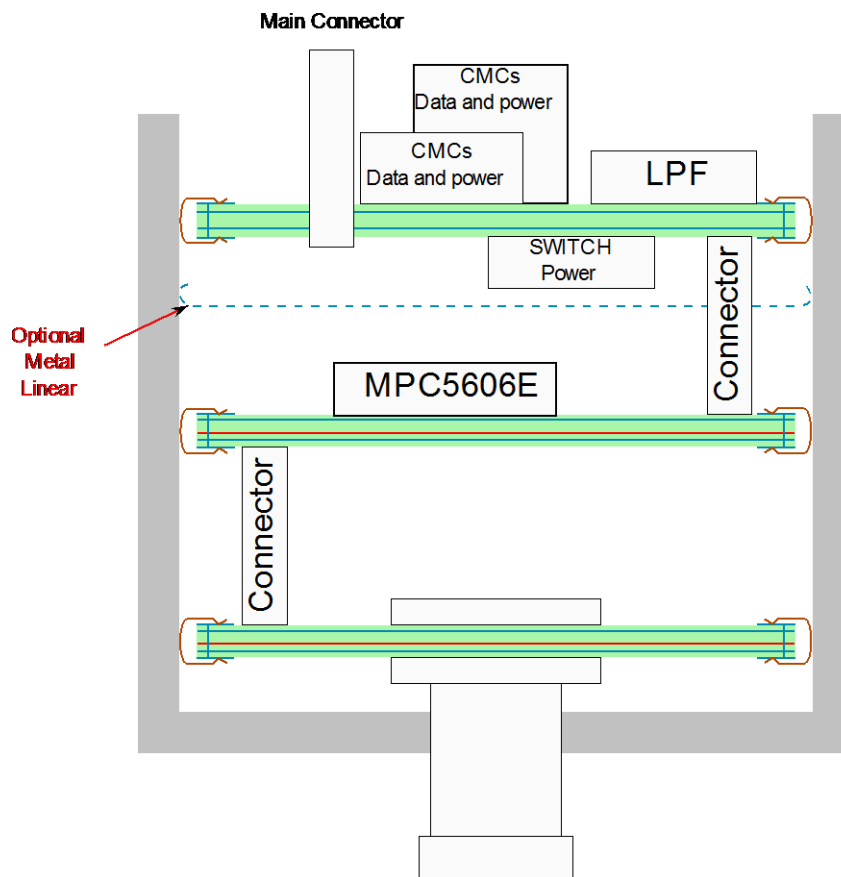 Main Connector
CMCs
Data and power
CMCs
Data and power
LPF
SWITCH
Power
Connector
Optional
Metal
Linear
MPC5606E
Connector